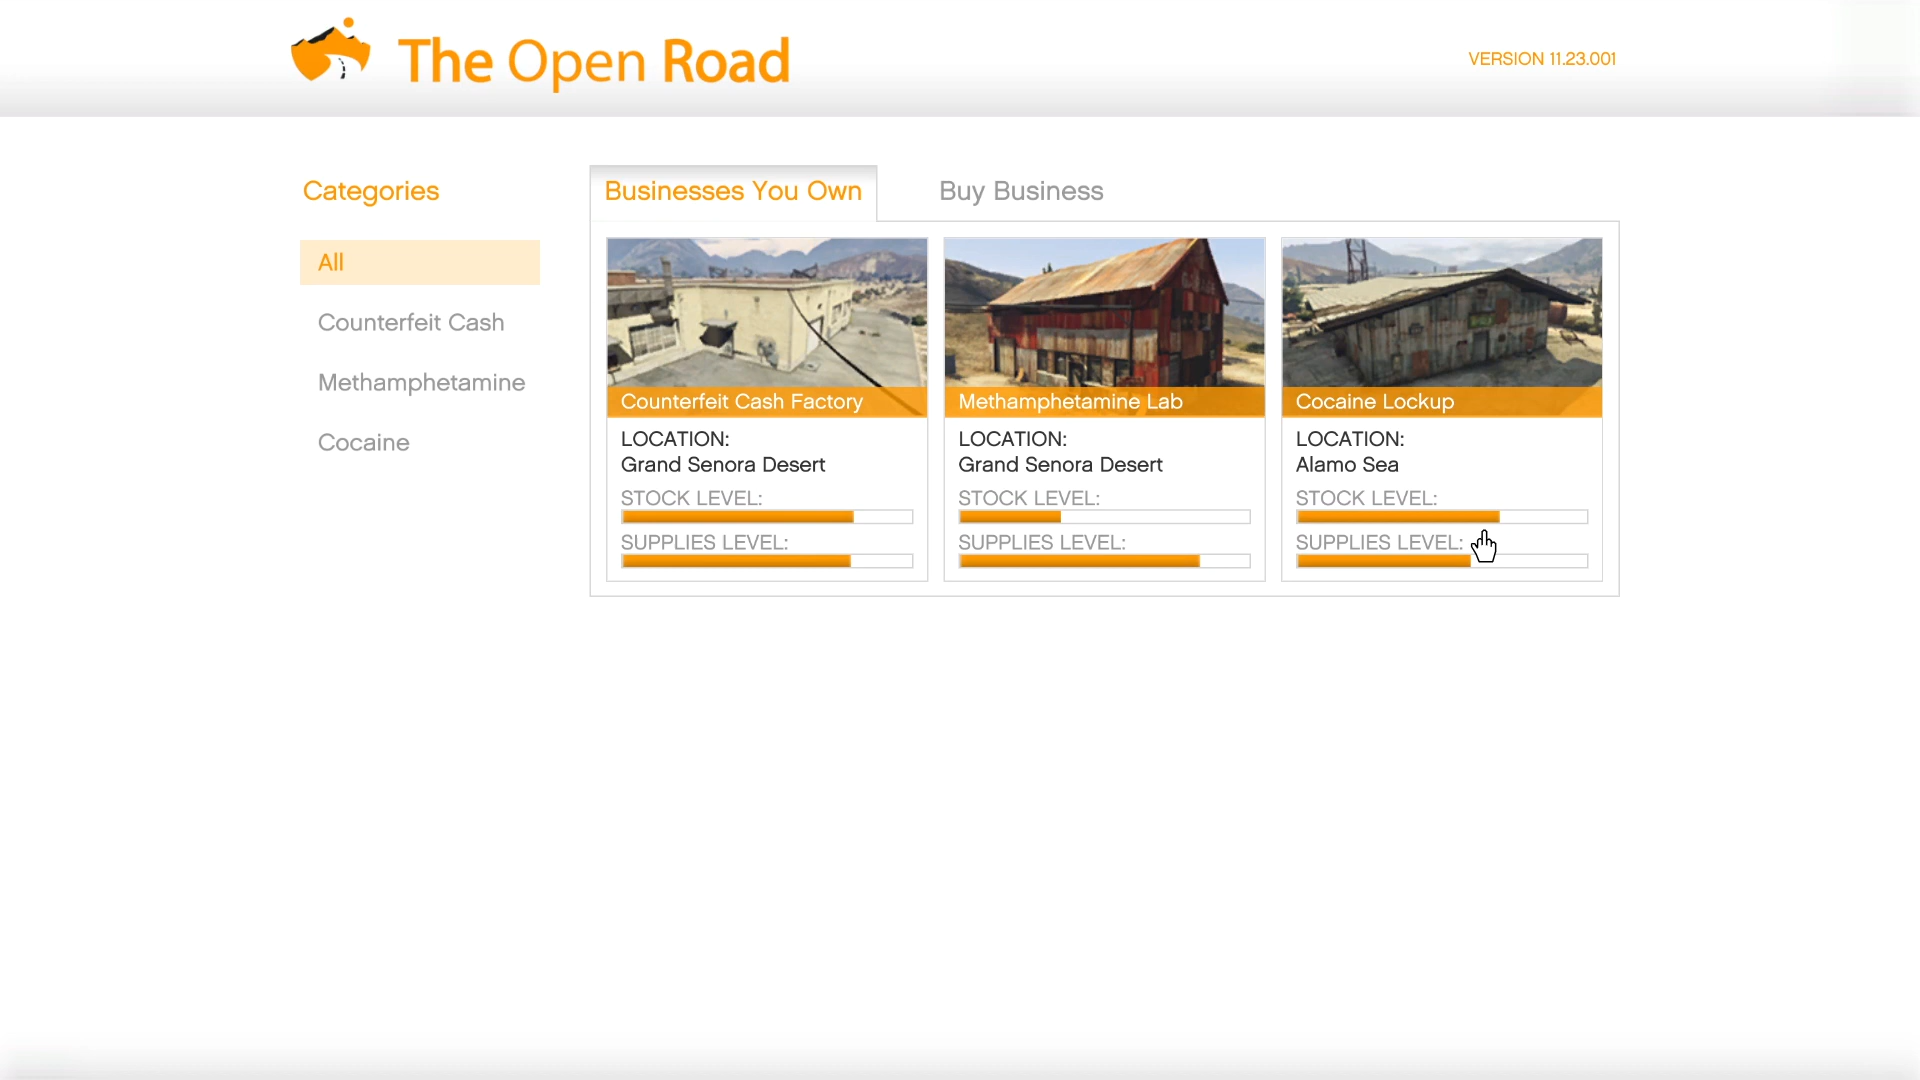 The Open Road
VERSION 11.23.001
Categories
All
Counterfeit Cash
Methamphetamine
Cocaine
Businesses You Own
Buy Business
Counterfeit Cash Factory
LOCATION:
Grand Senora Desert
STOCK LEVEL:
SUPPLIES LEVEL:
Methamphetamine Lab
LOCATION:
Grand Senora Desert
STOCK LEVEL:
SUPPLIES LEVEL:
Cocaine Lockup
LOCATION:
Alamo Sea
STOCK LEVEL:
SUPPLIES LEVEL: